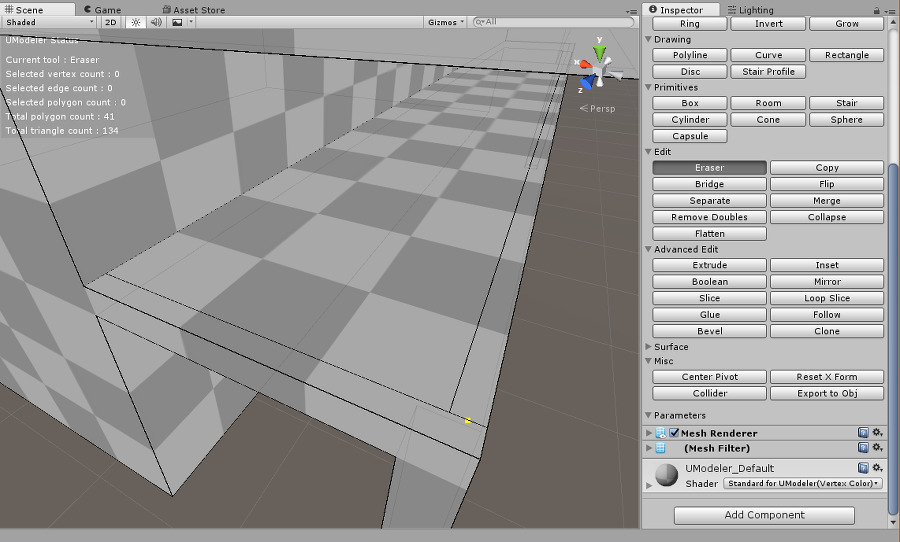 Scene Game Asset Store
Shaded 2D Gizmos All
UModeler Status
Current tool : Eraser
Selected vertex count : 0
Selected edge count : 0
Selected polygon count : 0
Total polygon count : 41
Total triangle count : 134
y
x
z
Persp
Inspector Lighting
Ring Invert Grow
Drawing
Polyline Curve Rectangle
Disc Stair Profile
Primitives
Box Room Stair
Cylinder Cone Sphere
Capsule
Edit
Eraser Copy
Bridge Flip
Separate Merge
Remove Doubles Collapse
Flatten
Advanced Edit
Extrude Inset
Boolean Mirror
Slice Loop Slice
Glue Follow
Bevel Clone
Surface
Misc
Center Pivot Reset X Form
Collider Export to Obj
Parameters
Mesh Renderer
(Mesh Filter)
UModeler_Default
Shader Standard for UModeler(Vertex Color)
Add Component